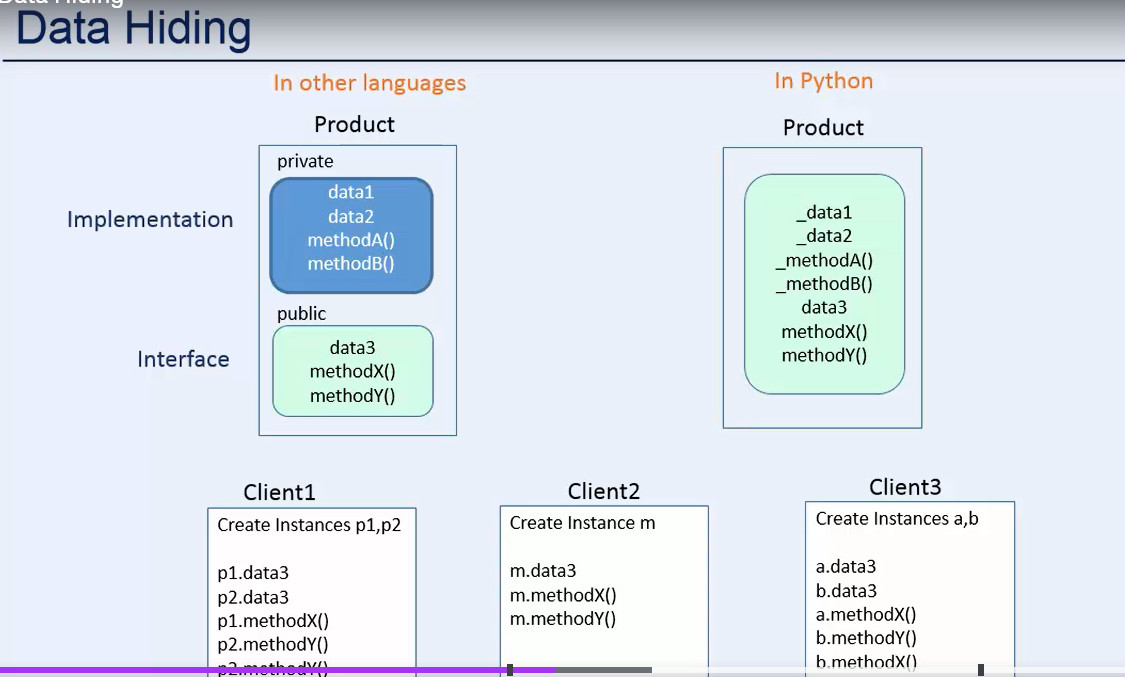 Data Hiding
Data Hiding
In other languages
In Python
Product
Product
private
data1
data2
methodA()
methodB()
Implementation
public
data3
methodX()
methodY()
Interface
_data1
_data2
_methodA()
_methodB()
data3
methodX()
methodY()
Client1
Create Instances p1,p2
p1.data3
p2.data3
p1.methodX()
p2.methodY()
p2.methodY()
Client2
Create Instance m
m.data3
m.methodX()
m.methodY()
Client3
Create Instances a,b
a.data3
b.data3
a.methodX()
b.methodY()
b.methodX()